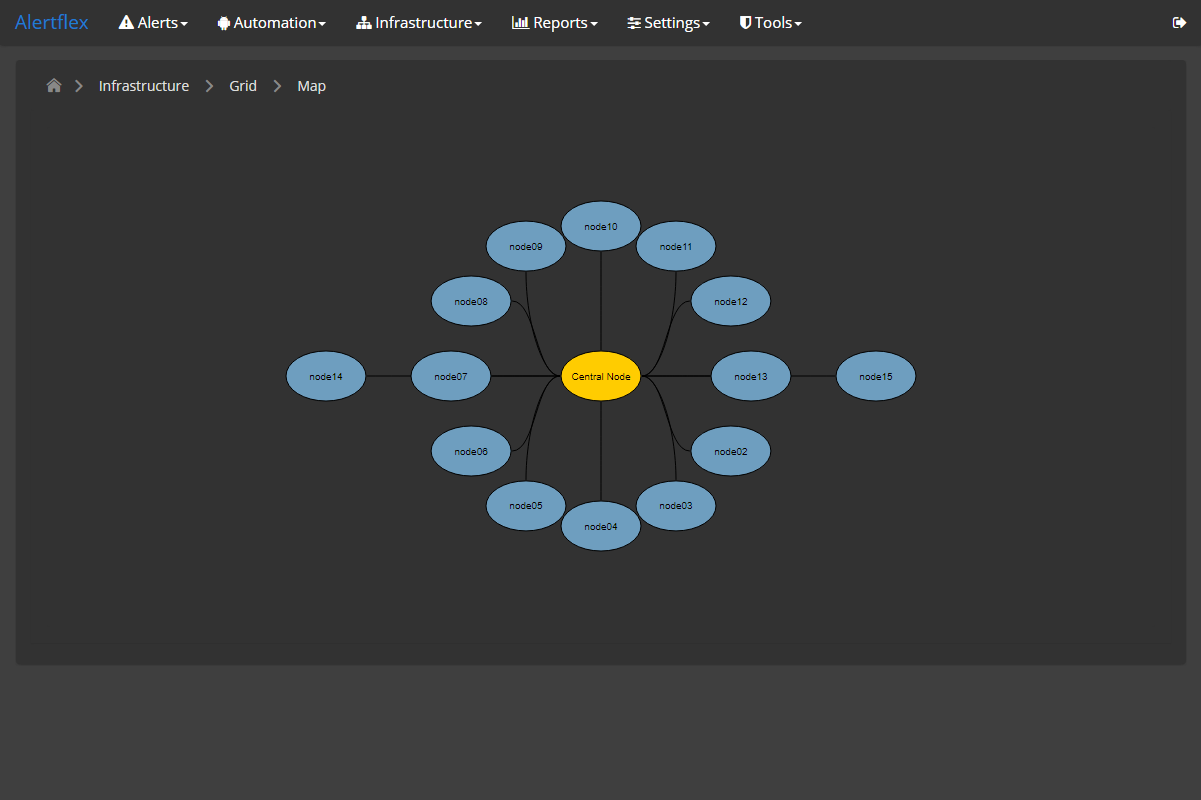 Alertflex Alerts Automation Infrastructure Reports Settings Tools
Infrastructure Grid Map
node10
node09 node11
node08 node12
node14 node07 Central Node node13 node15
node06 node02
node05 node03
node04